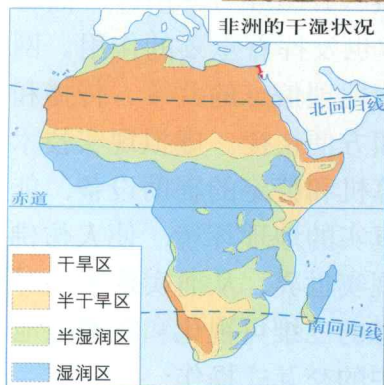 非洲的干湿状况
北回归线
赤道
南回归线
干旱区
半干旱区
半湿润区
湿润区